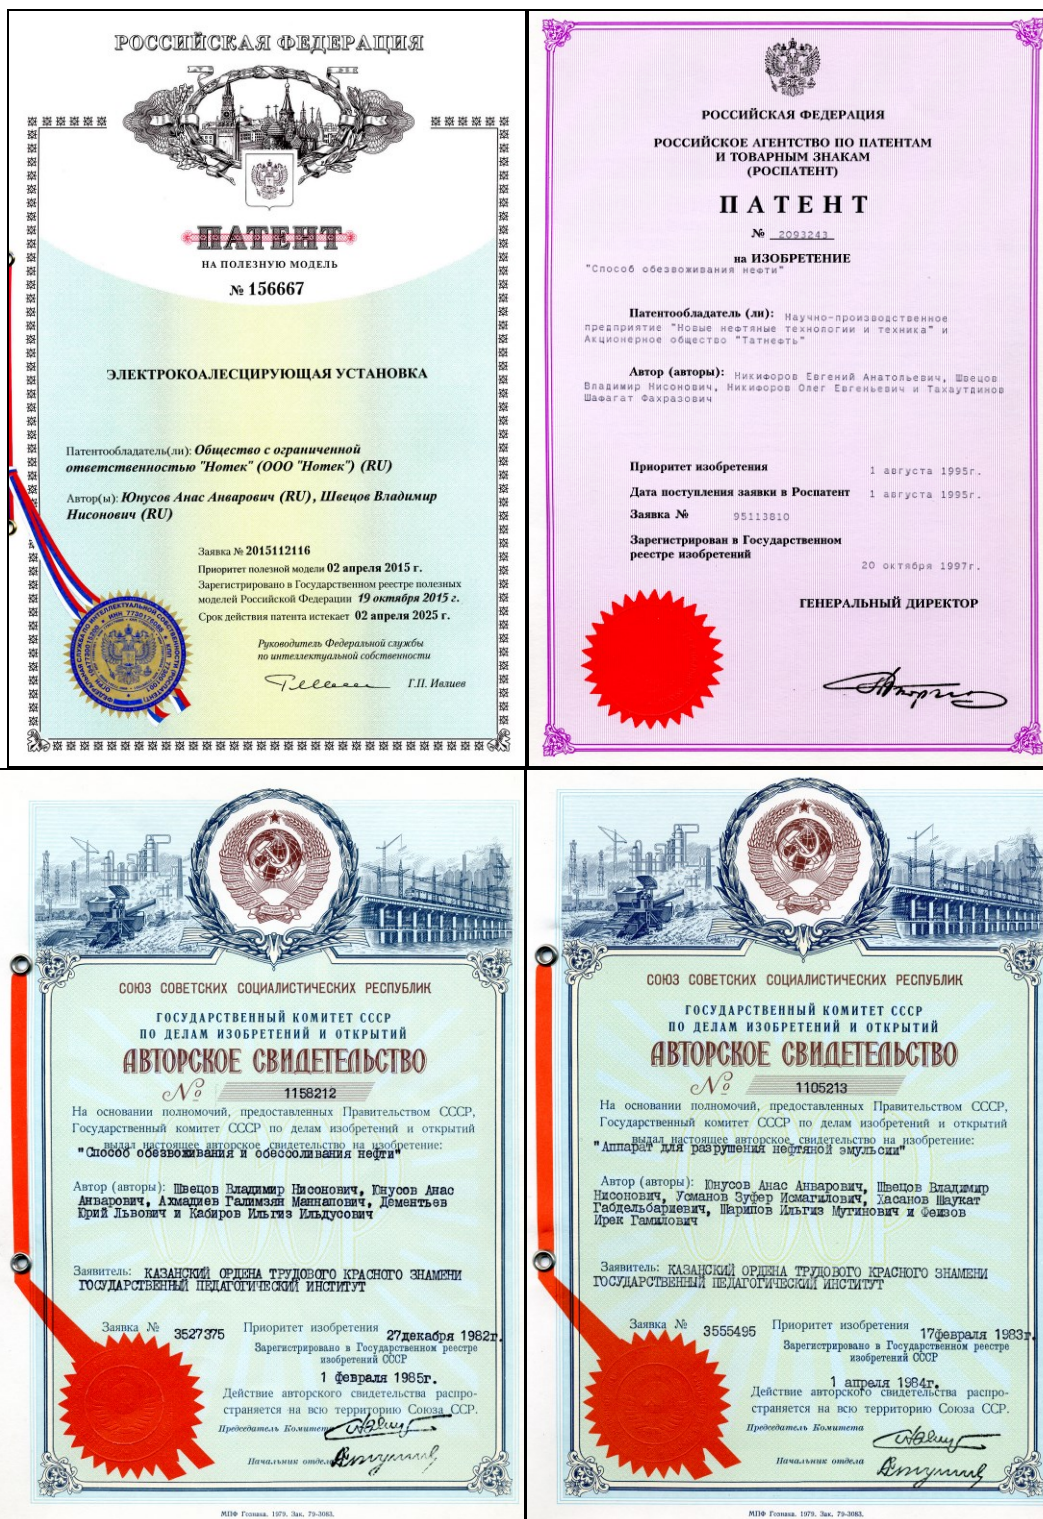 РОССИЙСКАЯ ФЕДЕРАЦИЯ
ПАТЕНТ
НА ПОЛЕЗНУЮ МОДЕЛЬ
№ 156667
ЭЛЕКТРОКОАЛЕСЦИРУЮЩАЯ УСТАНОВКА
Патентообладатель(ли): Общество с ограниченной
ответственностью "Нотек" (ООО "Нотек") (RU)
Автор(ы): Юнусов Анас Анварович (RU), Швецов Владимир
Нисонович (RU)
Заявка № 2015112116
Приоритет полезной модели 02 апреля 2015 г.
Зарегистрировано в Государственном реестре полезных
моделей Российской Федерации 19 октября 2015 г.
Срок действия патента истекает 02 апреля 2025 г.
Руководитель Федеральной службы
по интеллектуальной собственности
Г.П. Ивлиев
РОССИЙСКАЯ ФЕДЕРАЦИЯ
РОССИЙСКОЕ АГЕНТСТВО ПО ПАТЕНТАМ
И ТОВАРНЫМ ЗНАКАМ
(РОСПАТЕНТ)
ПАТЕНТ
№ 2093243
на ИЗОБРЕТЕНИЕ
"Способ обезвоживания нефти"
Патентообладатель (ли): Научно-производственное
предприятие "Новые нефтяные технологии и техника" и
Акционерное общество "Татнефть"
Автор (авторы): Никифоров Евгений Анатольевич, Швецов
Владимир Нисонович, Никифоров Олег Евгеньевич и Тахаутдинов
Шафагат Фахразович
Приоритет изобретения 1 августа 1995г.
Дата поступления заявки в Роспатент 1 августа 1995г.
Заявка № 95113810
Зарегистрирован в Государственном
реестре изобретений
20 октября 1997г.
ГЕНЕРАЛЬНЫЙ ДИРЕКТОР
СОЮЗ СОВЕТСКИХ СОЦИАЛИСТИЧЕСКИХ РЕСПУБЛИК
ГОСУДАРСТВЕННЫЙ КОМИТЕТ СССР
ПО ДЕЛАМ ИЗОБРЕТЕНИЙ И ОТКРЫТИЙ
АВТОРСКОЕ СВИДЕТЕЛЬСТВО
№ 1158212
На основании полномочий, предоставленных Правительством СССР,
Государственный комитет СССР по делам изобретений и открытий
выдал настоящее авторское свидетельство на изобретение:
"Способ обезвоживания и обессоливания нефти"
Автор (авторы): Швецов Владимир Нисонович, Юнусов Анас
Анварович, Ахмадиев Галимзян Маннапович, Дементьев
Юрий Львович и Кабиров Ильгиз Ильдусович
Заявитель: КАЗАНСКИЙ ОРДЕНА ТРУДОВОГО КРАСНОГО ЗНАМЕНИ
ГОСУДАРСТВЕННЫЙ ПЕДАГОГИЧЕСКИЙ ИНСТИТУТ
Заявка № 3527375 Приоритет изобретения 27декабря 1982г.
Зарегистрировано в Государственном реестре
изобретений СССР
1 февраля 1985г.
Действие авторского свидетельства распро-
страняется на всю территорию Союза ССР.
Председатель Комитета
Начальник отдела
МПФ Гознака. 1979. Зак. 79-3083.
СОЮЗ СОВЕТСКИХ СОЦИАЛИСТИЧЕСКИХ РЕСПУБЛИК
ГОСУДАРСТВЕННЫЙ КОМИТЕТ СССР
ПО ДЕЛАМ ИЗОБРЕТЕНИЙ И ОТКРЫТИЙ
АВТОРСКОЕ СВИДЕТЕЛЬСТВО
№ 1105213
На основании полномочий, предоставленных Правительством СССР,
Государственный комитет СССР по делам изобретений и открытий
выдал настоящее авторское свидетельство на изобретение:
"Аппарат для разрушения нефтяной эмульсии"
Автор (авторы): Юнусов Анас Анварович, Швецов Владимир
Нисонович, Усманов Зуфер Исмагилович, Хасанов Шаукат
Габдельбариевич, Шарипов Ильгиз Мугинович и Феизов
Ирек Гамилович
Заявитель: КАЗАНСКИЙ ОРДЕНА ТРУДОВОГО КРАСНОГО ЗНАМЕНИ
ГОСУДАРСТВЕННЫЙ ПЕДАГОГИЧЕСКИЙ ИНСТИТУТ
Заявка № 3555495 Приоритет изобретения 17февраля 1983г.
Зарегистрировано в Государственном реестре
изобретений СССР
1 апреля 1984г.
Действие авторского свидетельства распро-
страняется на всю территорию Союза ССР.
Председатель Комитета
Начальник отдела
МПФ Гознака. 1979. Зак. 79-3083.